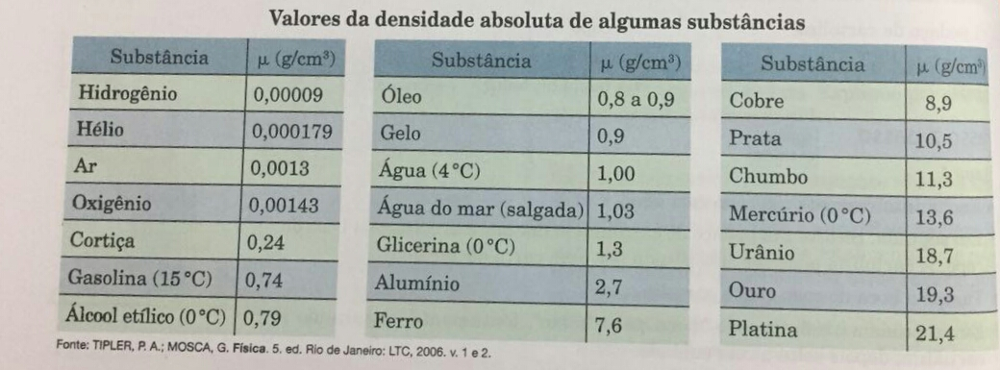 Valores da densidade absoluta de algumas substâncias
Substância μ (g/cm³)
Hidrogênio 0,00009
Hélio 0,000179
Ar 0,0013
Oxigênio 0,00143
Cortiça 0,24
Gasolina (15 °C) 0,74
Álcool etílico (0 °C) 0,79
Substância μ (g/cm³)
Óleo 0,8 a 0,9
Gelo 0,9
Água (4 °C) 1,00
Água do mar (salgada) 1,03
Glicerina (0 °C) 1,3
Alumínio 2,7
Ferro 7,6
Substância μ (g/cm³)
Cobre 8,9
Prata 10,5
Chumbo 11,3
Mercúrio (0 °C) 13,6
Urânio 18,7
Ouro 19,3
Platina 21,4
Fonte: TIPLER, P. A.; MOSCA, G. Física. 5. ed. Rio de Janeiro: LTC, 2006. v. 1 e 2.